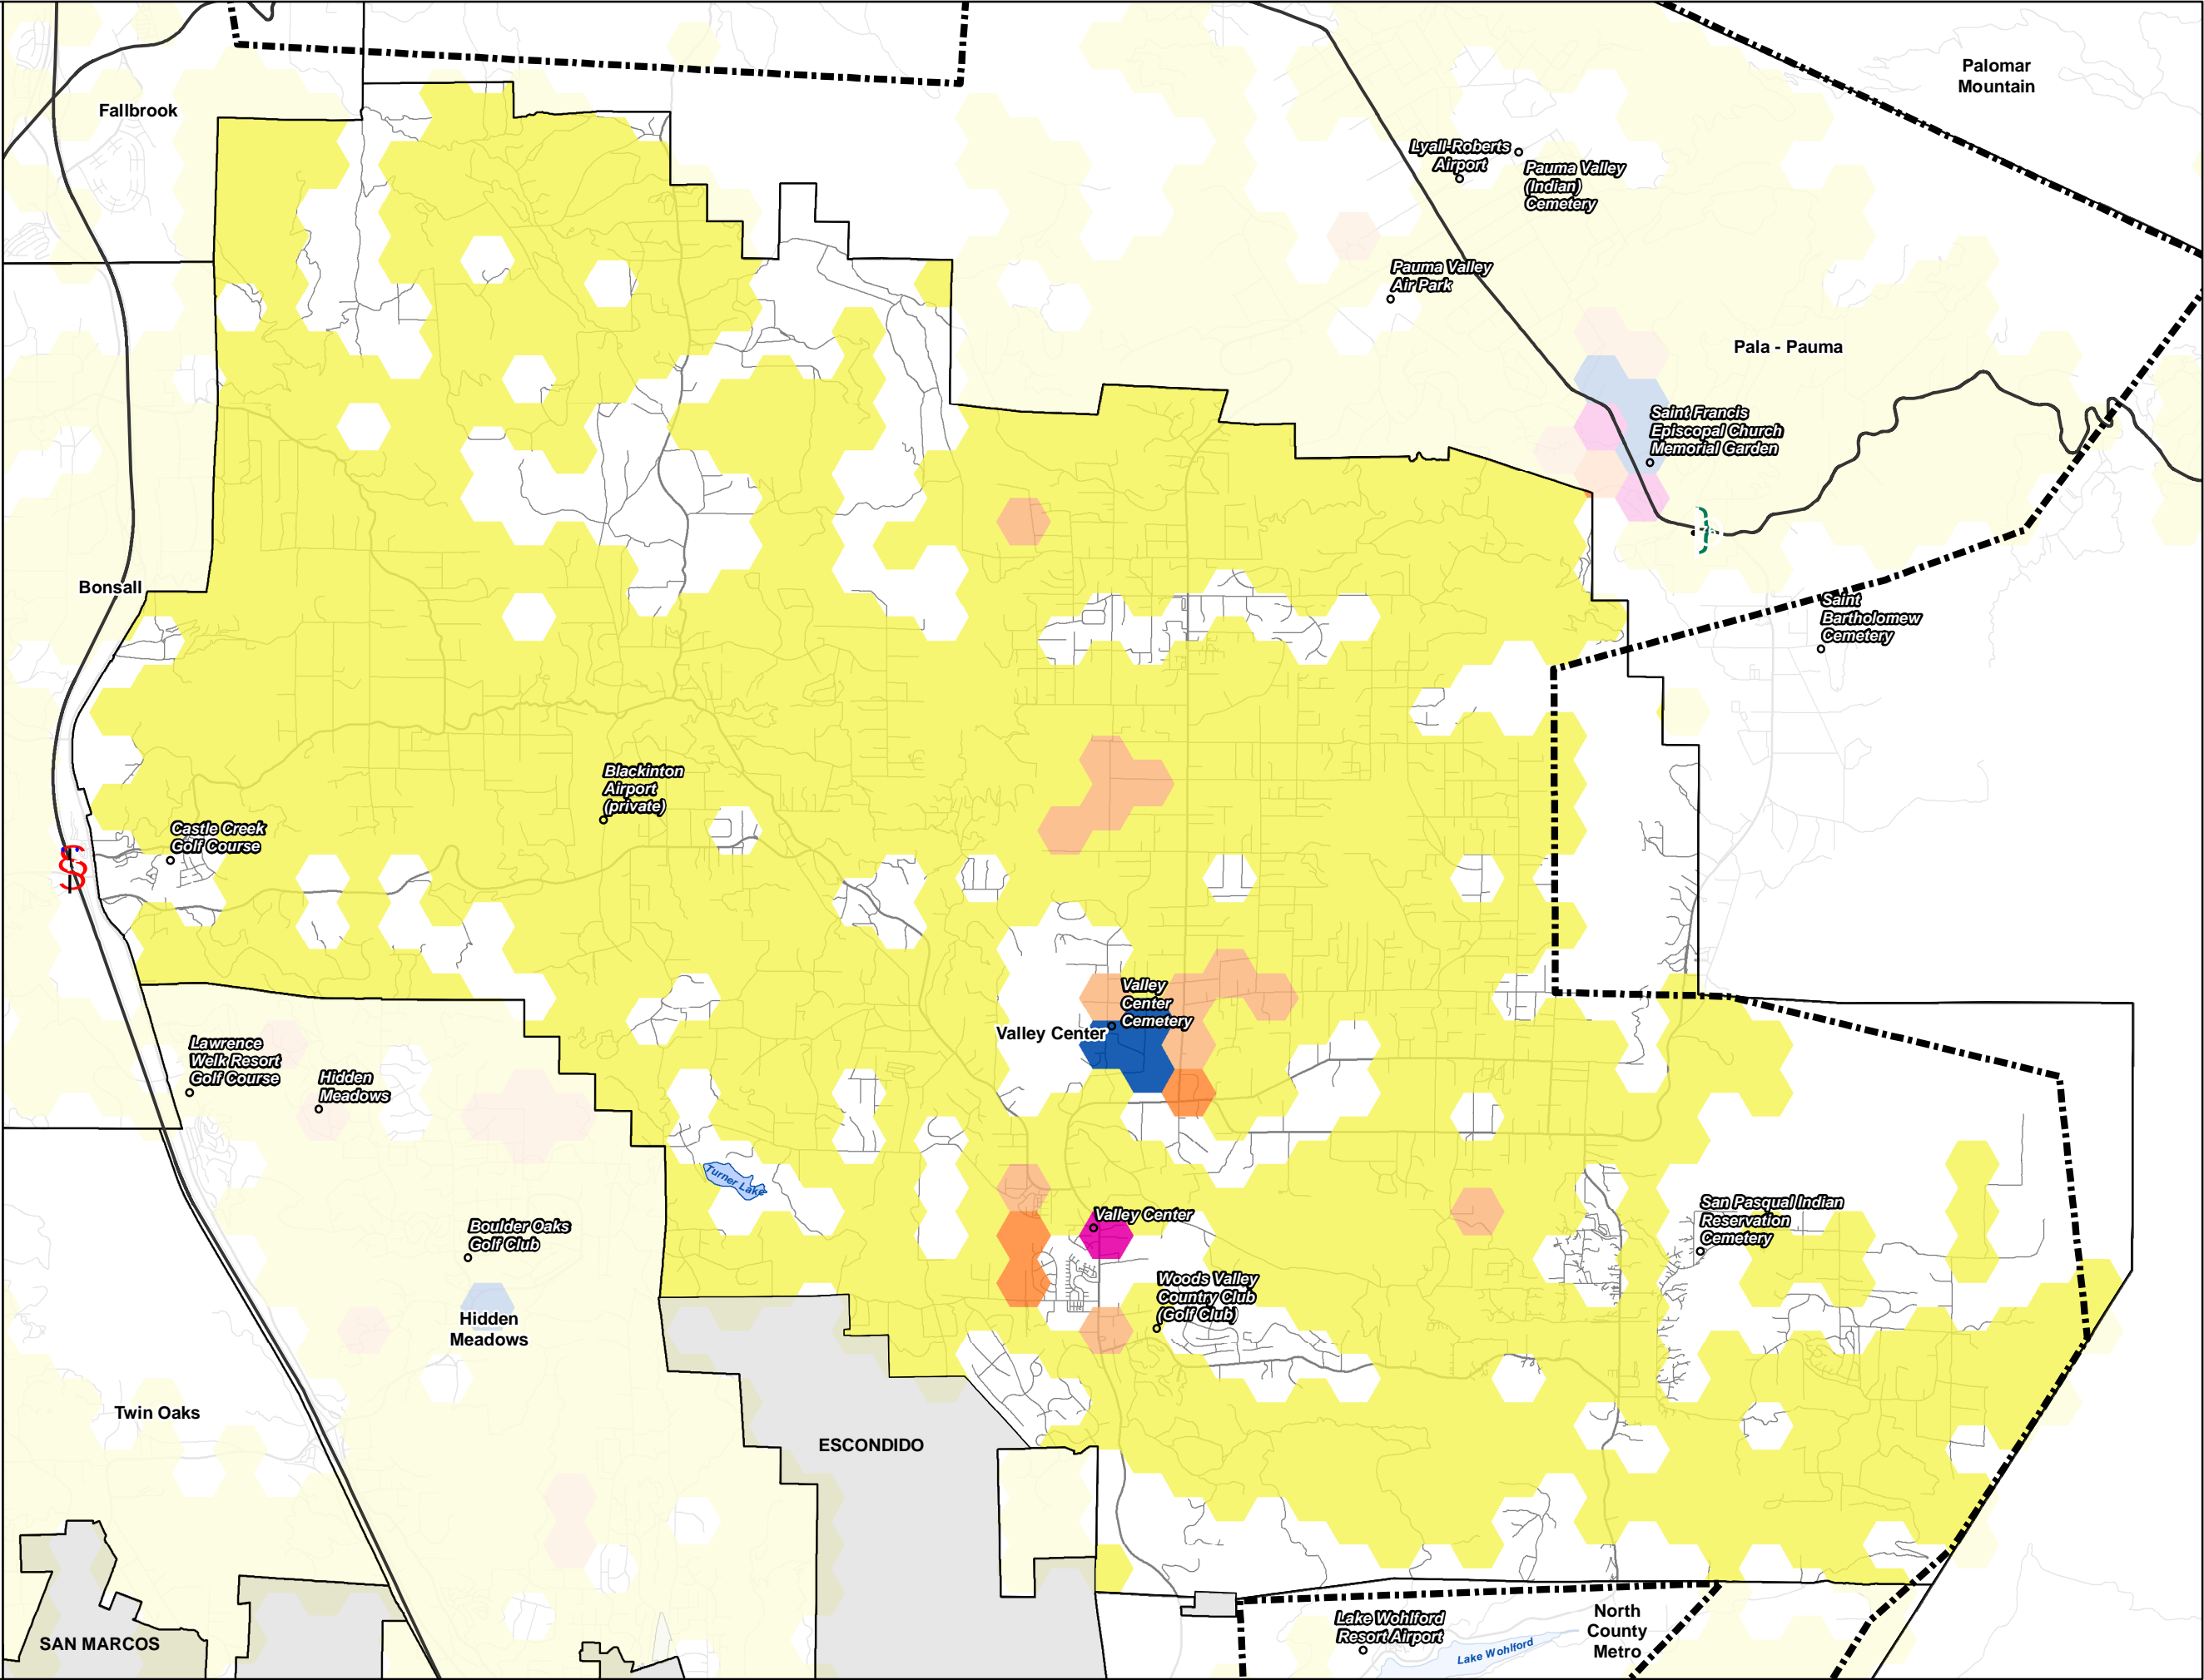 Palomar
Mountain
Fallbrook
Lyall-Roberts
Airport
Pauma Valley
(Indian)
Cemetery
Pauma Valley
Air Park
Pala - Pauma
Saint Francis
Episcopal Church
Memorial Garden
Bonsall
Saint
Bartholomew
Cemetery
Blackinton
Airport
(private)
Castle Creek
Golf Course
Valley
Center
Cemetery
Valley Center
Lawrence
Welk Resort
Golf Course
Hidden
Meadows
Turner Lake
Valley Center
San Pasqual Indian
Reservation
Cemetery
Boulder Oaks
Golf Club
Woods Valley
Country Club
(Golf Club)
Hidden
Meadows
Twin Oaks
ESCONDIDO
SAN MARCOS
Lake Wohlford
Resort Airport
Lake Wohlford
North
County
Metro